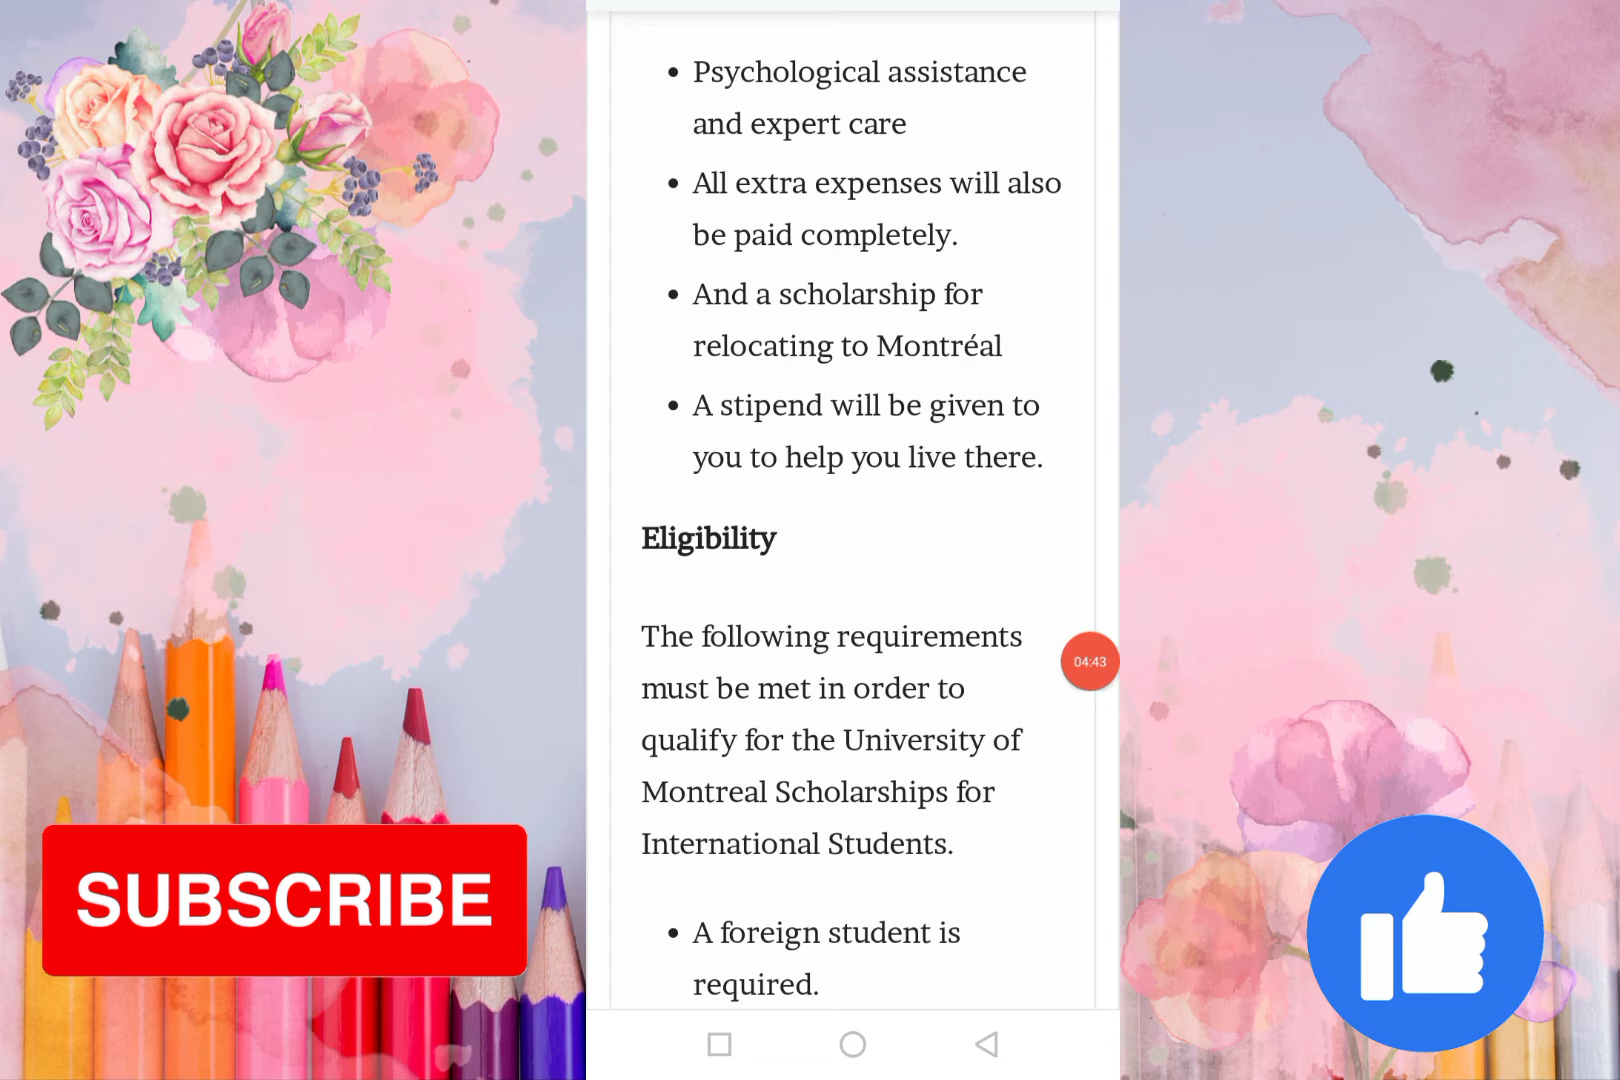 • Psychological assistance
and expert care
• All extra expenses will also
be paid completely.
• And a scholarship for
relocating to Montréal
• A stipend will be given to
you to help you live there.
Eligibility
The following requirements
must be met in order to
qualify for the University of
Montreal Scholarships for
International Students.
• A foreign student is
required.
04:43
SUBSCRIBE